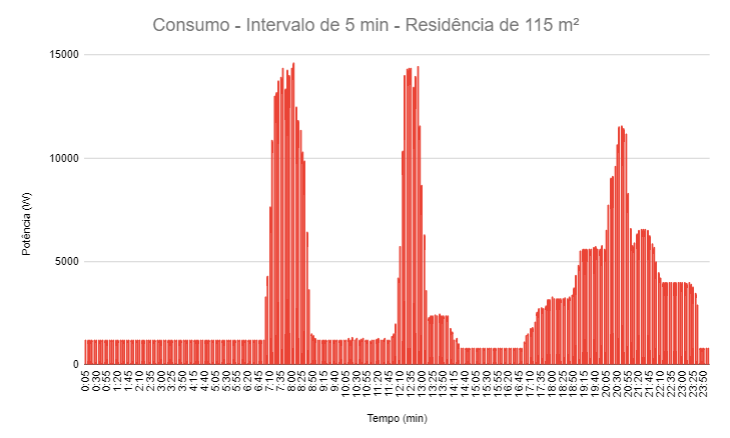 Consumo - Intervalo de 5 min - Residência de 115 m²
Potência (W)
15000
10000
5000
0
0:05 0:30 0:55 1:20 1:45 2:10 2:35 3:00 3:25 3:50 4:15 4:40 5:05 5:30 5:55 6:20 6:45 7:10 7:35 8:00 8:25 8:50 9:15 9:40 10:05 10:30 10:55 11:20 11:45 12:10 12:35 13:00 13:25 13:50 14:15 14:40 15:05 15:30 15:55 16:20 16:45 17:10 17:35 18:00 18:25 18:50 19:15 19:40 20:05 20:30 20:55 21:20 21:45 22:10 22:35 23:00 23:25 23:50
Tempo (min)